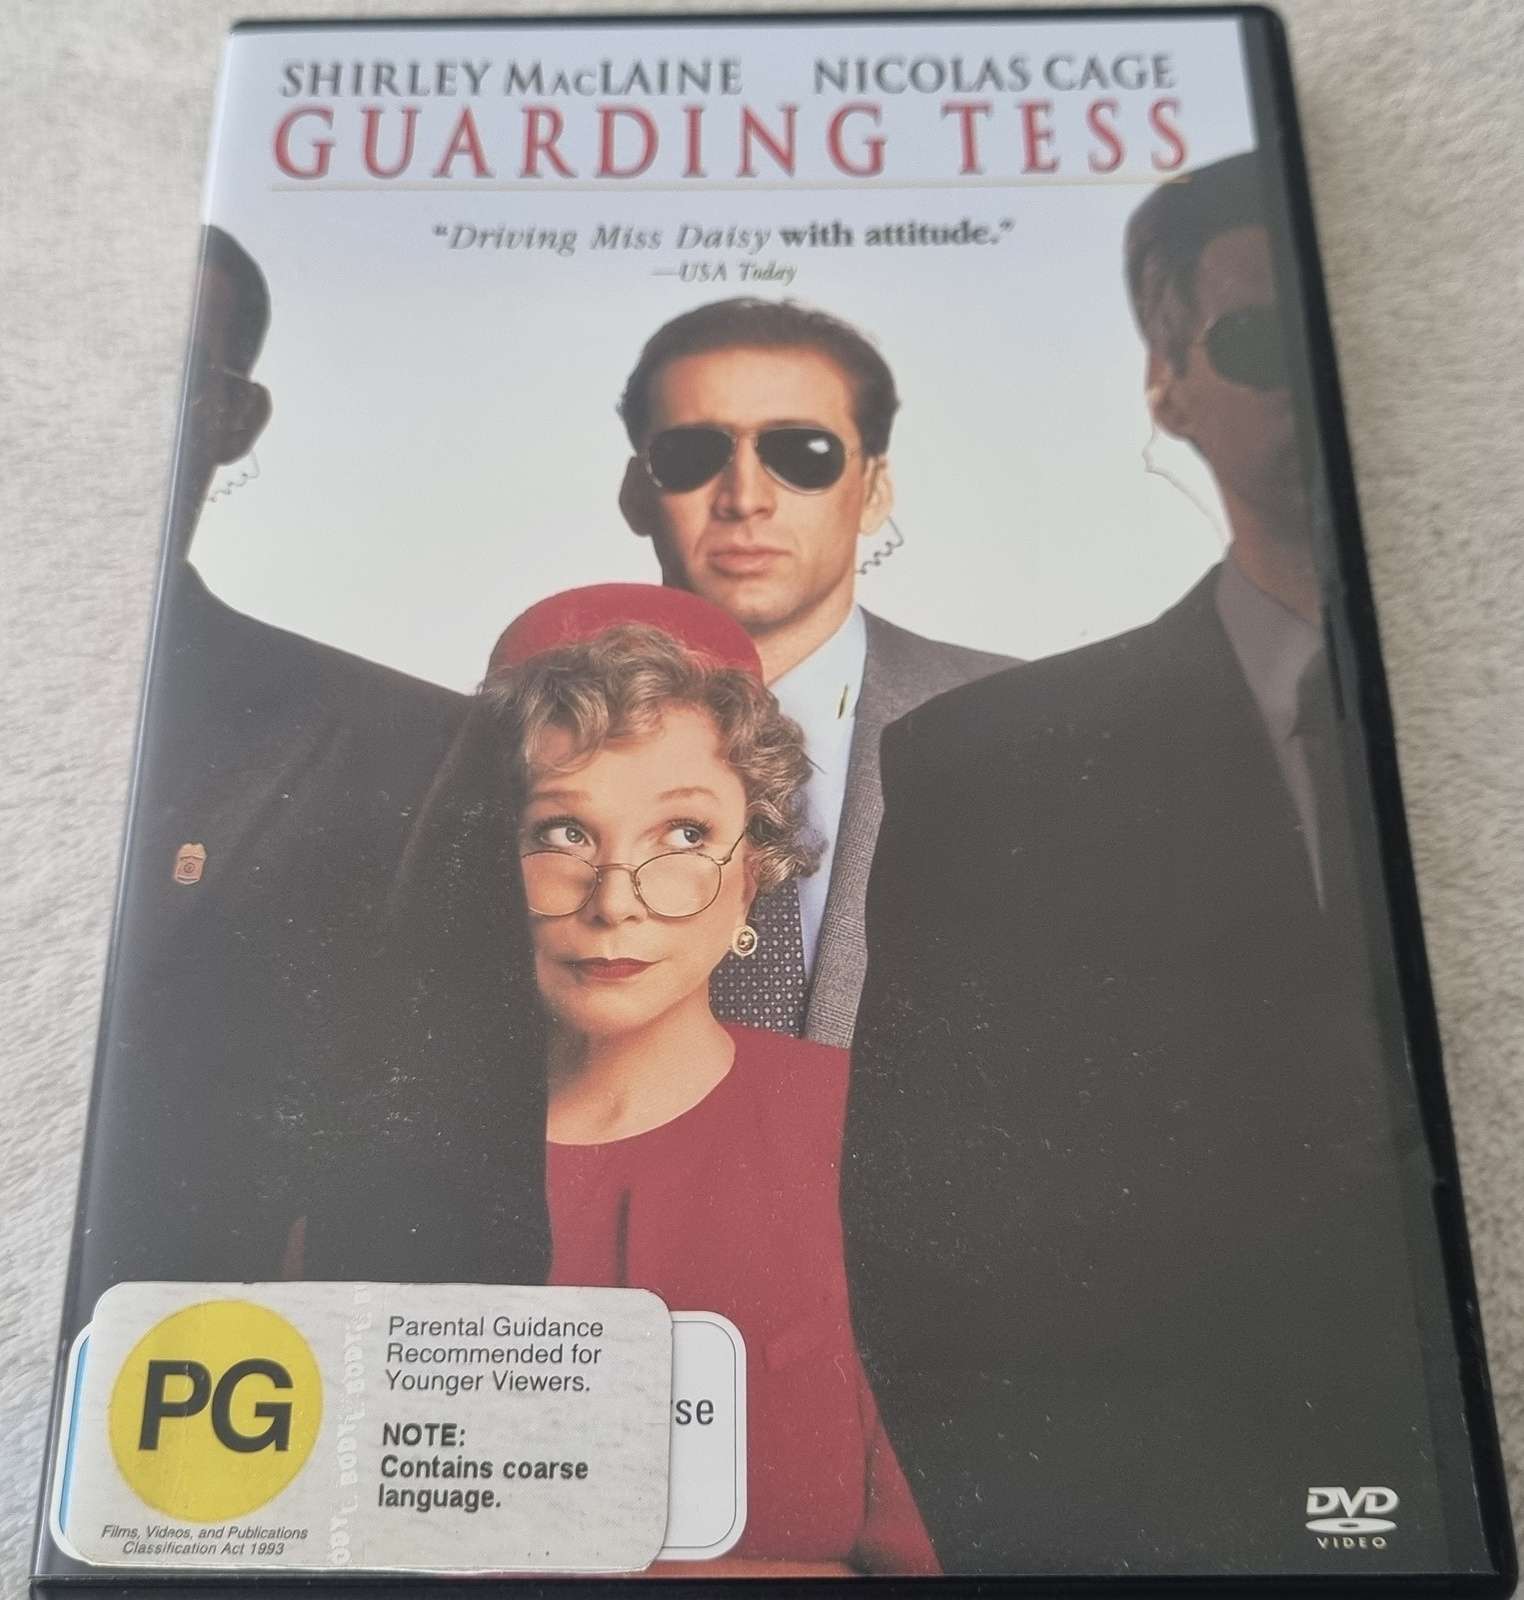 SHIRLEY MACLAINE NICOLAS CAGE
GUARDING TESS
"Driving Miss Daisy with attitude."
—USA Today
PG
Parental Guidance
Recommended for
Younger Viewers.
NOTE:
Contains coarse
language.
se
Films, Videos, and Publications
Classification Act 1993
DVD
VIDEO